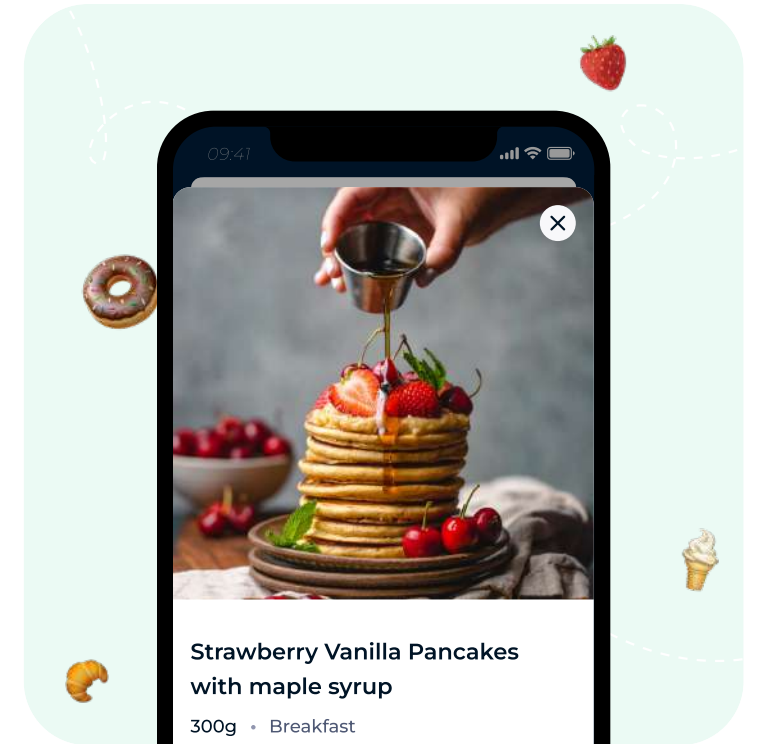 09:41
Strawberry Vanilla Pancakes
with maple syrup
300g • Breakfast